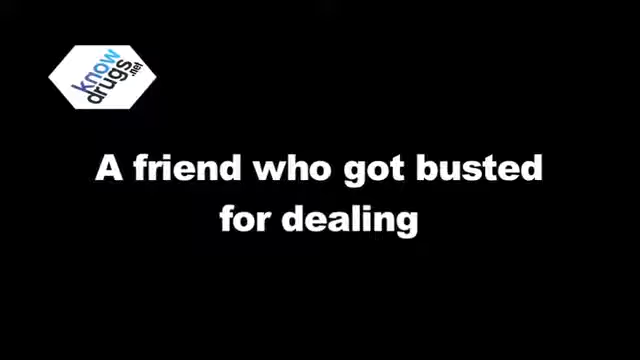 know
drugs
.net
A friend who got busted
for dealing